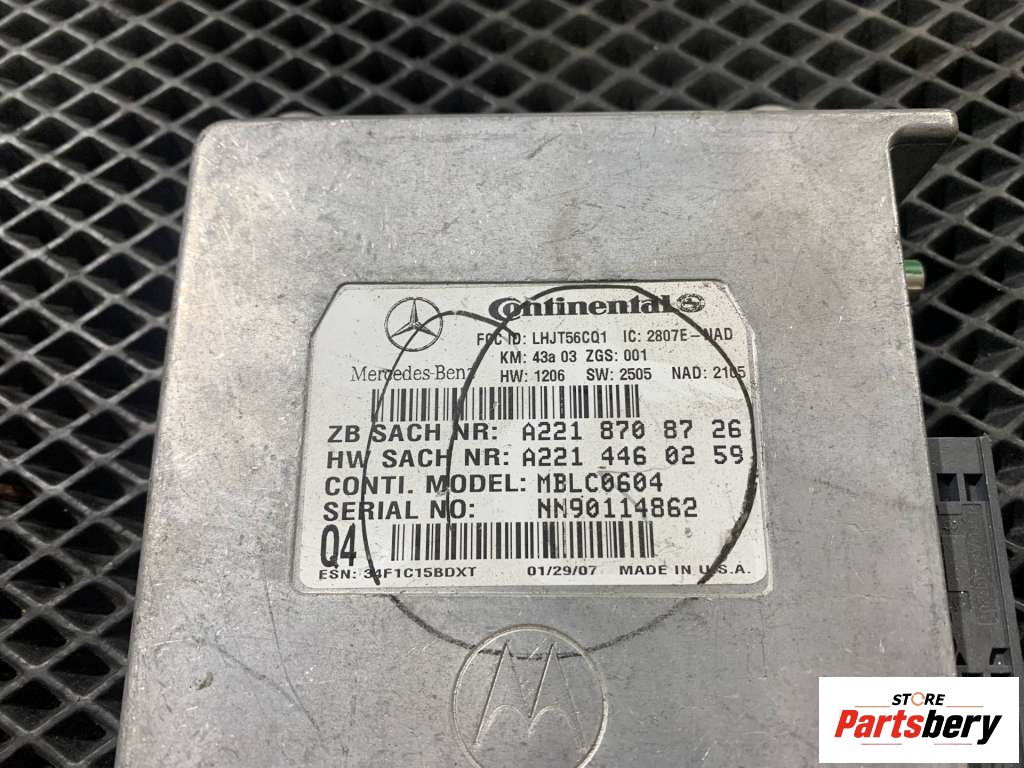 Continental
FCC ID: LHJT56CQ1 IC: 2807E-NAD
KM: 43a 03 ZGS: 001
Mercedes-Benz
HW: 1206 SW: 2505 NAD: 2105
ZB SACH NR: A221 870 87 26
HW SACH NR: A221 446 02 59
CONTI. MODEL: MBLC0604
SERIAL NO: NN90114862
Q4
ESN: 34F1C15BDXT 01/29/07 MADE IN U.S.A.
STORE
Partsbery